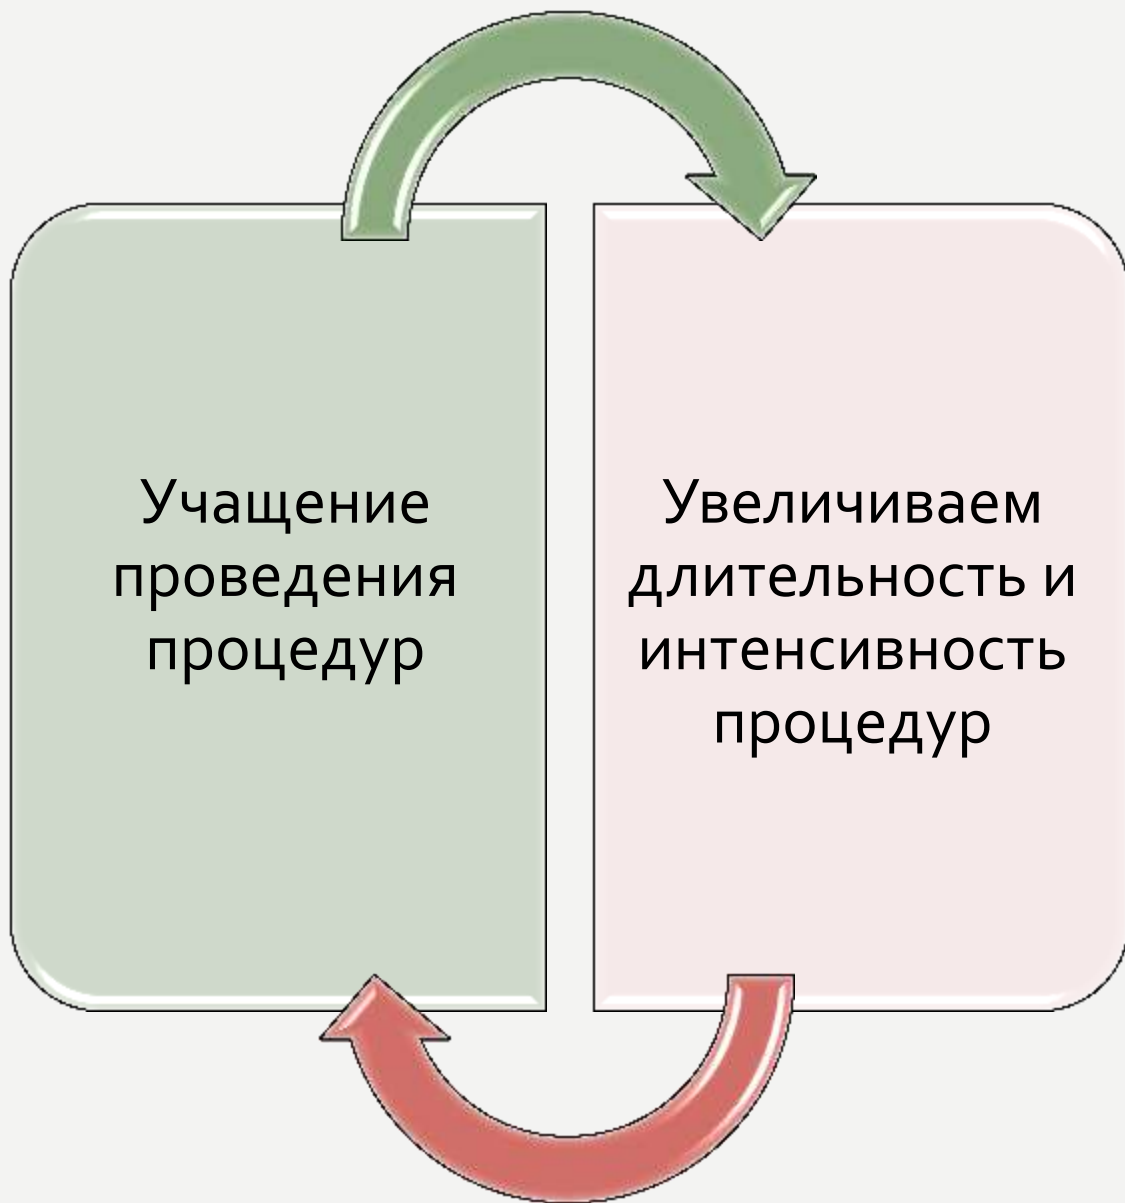 Учащение
проведения
процедур
Увеличиваем
длительность и
интенсивность
процедур